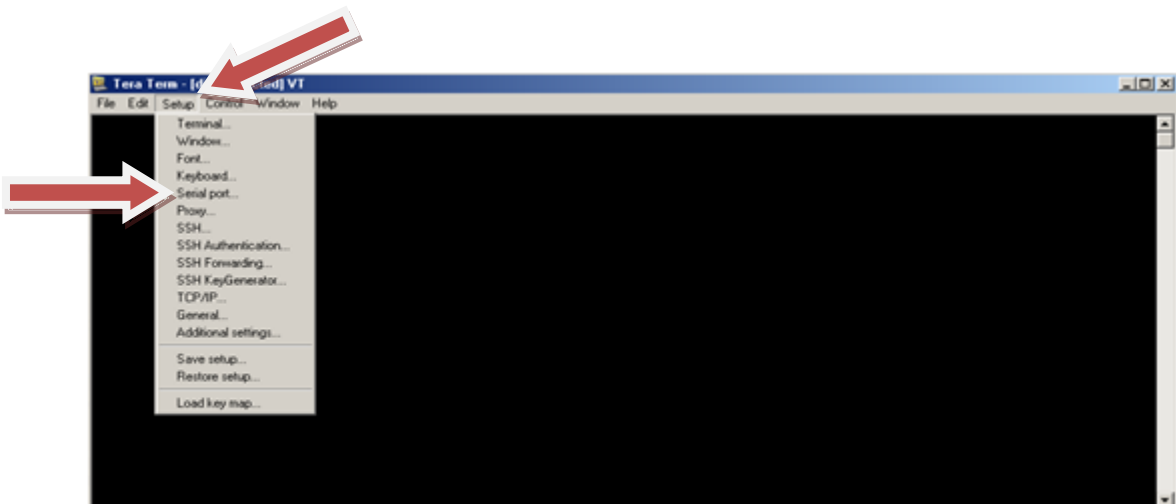 Tera Term - [d ted] VT
File Edit Setup Control Window Help
Terminal...
Window...
Font...
Keyboard...
Serial port...
Proxy...
SSH...
SSH Authentication...
SSH Forwarding...
SSH KeyGenerator...
TCP/IP...
General...
Additional settings...
Save setup...
Restore setup...
Load key map...